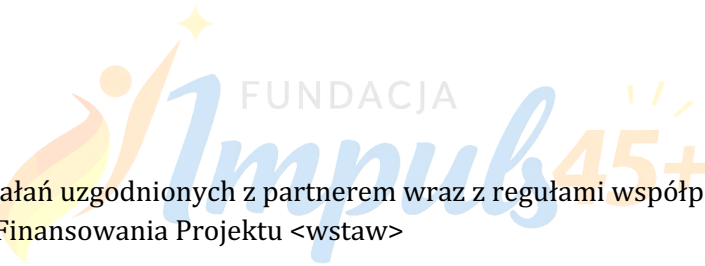 FUNDACJA
Impuls45+
ałań uzgodnionych z partnerem wraz z regułami współp
Finansowania Projektu <wstaw>